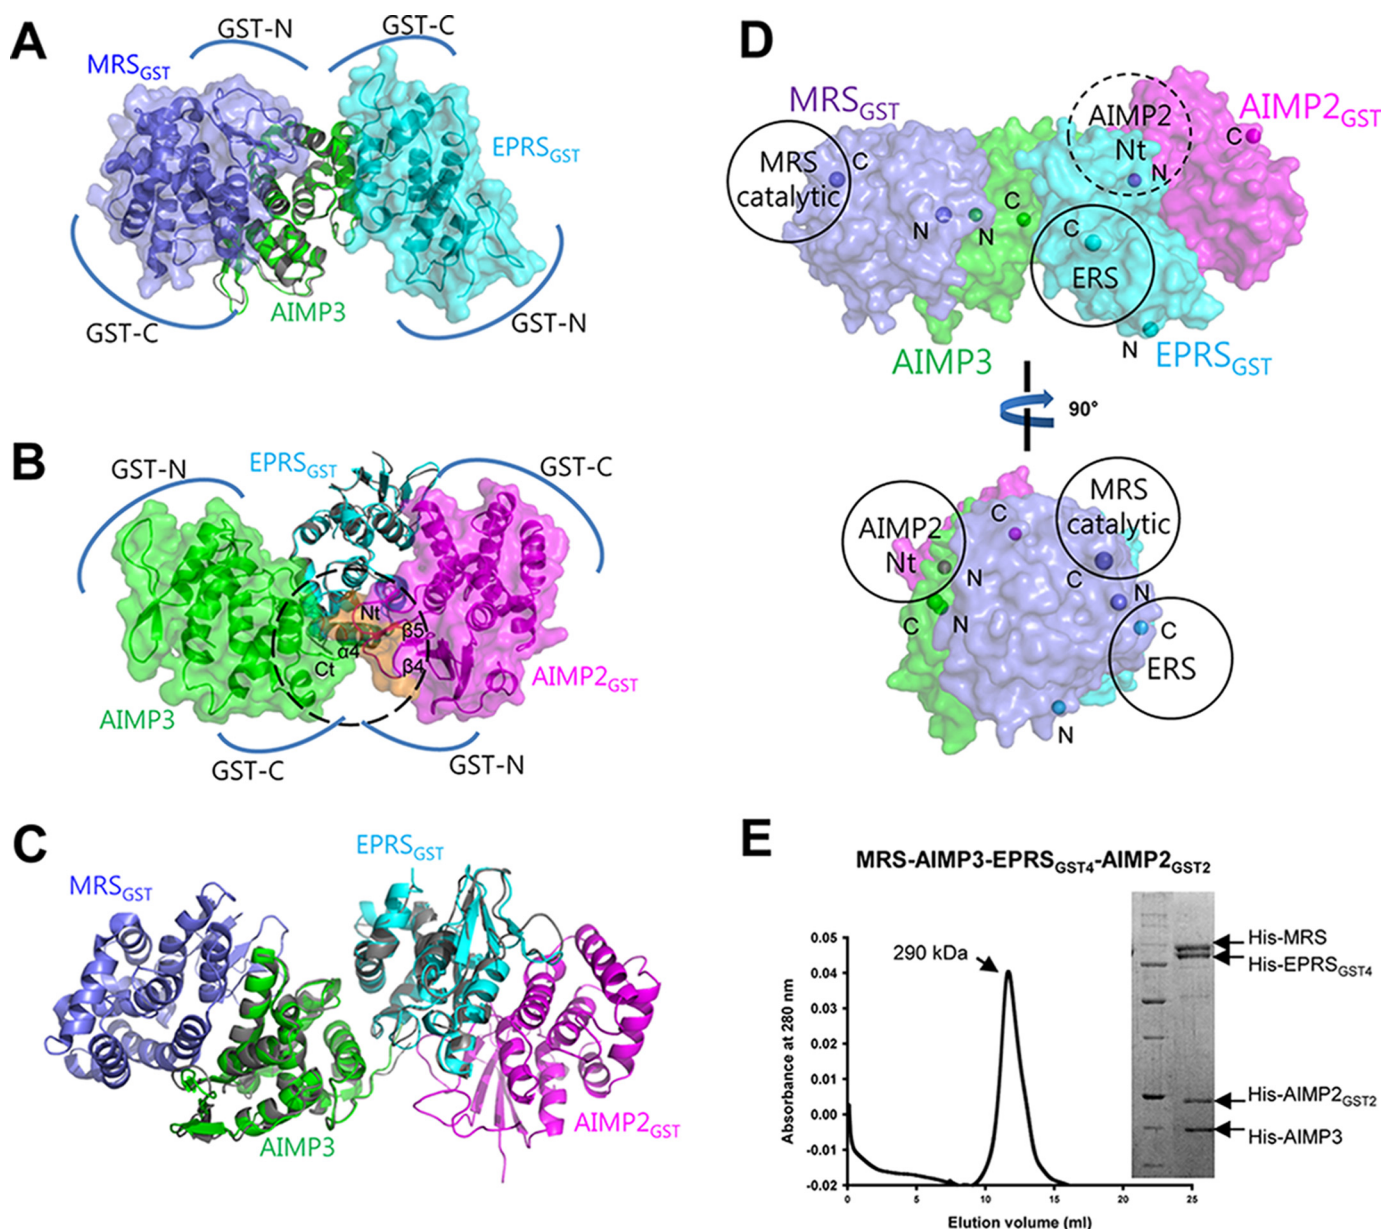 A
GST-N
GST-C
MRSGST
EPRSGST
GST-C
AIMP3
GST-N
B
GST-N
EPRSGST
GST-C
Nt
β5
α4
β4
Ct
AIMP3
AIMP2GST
GST-C
GST-N
C
EPRSGST
MRSGST
AIMP3
AIMP2GST
D
MRSGST
AIMP2
Nt
AIMP2GST
C
MRS
catalytic
C
N
N
N
C
C
ERS
AIMP3
N
EPRSGST
90°
MRS
catalytic
AIMP2
Nt
C
C
N
N
C
N
C
ERS
N
E
MRS-AIMP3-EPRSGST4-AIMP2GST2
290 kDa
Absorbance at 280 nm
0.05
0.04
0.03
0.02
0.01
0.00
-0.01
-0.02
0
5
10
15
20
25
Elution volume (ml)
His-MRS
His-EPRSGST4
His-AIMP2GST2
His-AIMP3